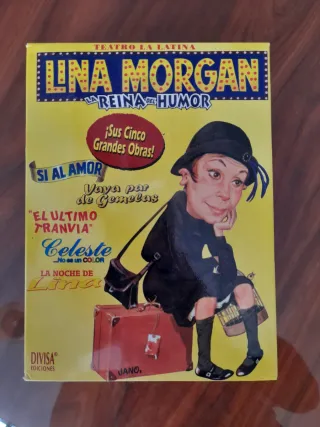 TEATRO LA LATINA
LINA MORGAN
LA REINA DEL HUMOR
¡Sus Cinco
Grandes Obras!
SI AL AMOR
Vaya par
de Gemelas
"EL ULTIMO
TRANVIA"
Celeste
...No es un COLOR
LA NOCHE DE
Lina
DIVISA
EDICIONES
JANO